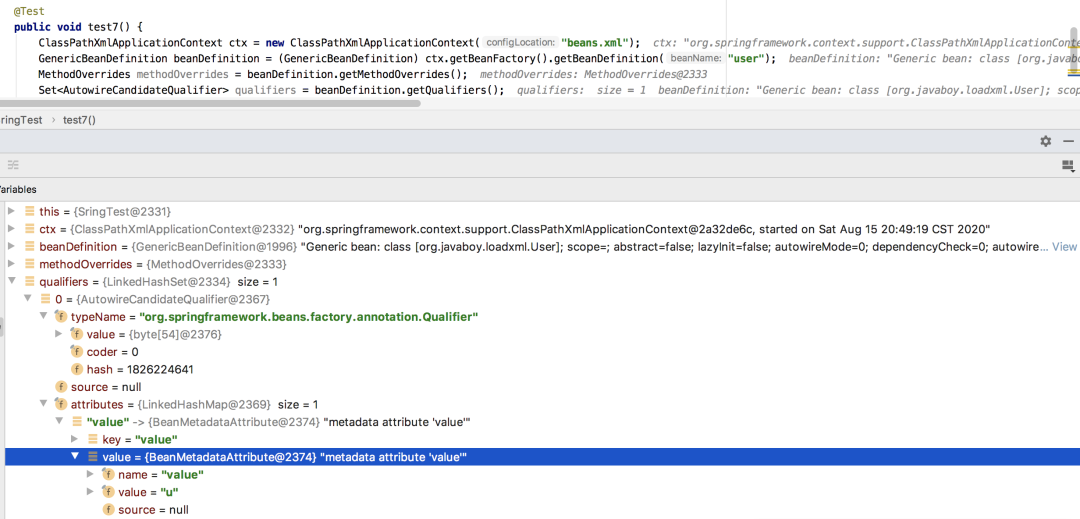 @Test
public void test7() {
ClassPathXmlApplicationContext ctx = new ClassPathXmlApplicationContext( configLocation: "beans.xml"); ctx: "org.springframework.context.support.ClassPathXmlApplicationConte
GenericBeanDefinition beanDefinition = (GenericBeanDefinition) ctx.getBeanFactory().getBeanDefinition( beanName: "user"); beanDefinition: "Generic bean: class [org.javabo
MethodOverrides methodOverrides = beanDefinition.getMethodOverrides(); methodOverrides: MethodOverrides@2333
Set<AutowireCandidateQualifier> qualifiers = beanDefinition.getQualifiers(); qualifiers: size = 1 beanDefinition: "Generic bean: class [org.javaboy.loadxml.User]; scop
ringTest › test7()
ariables
this = {SringTest@2331}
ctx = {ClassPathXmlApplicationContext@2332} "org.springframework.context.support.ClassPathXmlApplicationContext@2a32de6c, started on Sat Aug 15 20:49:19 CST 2020"
beanDefinition = {GenericBeanDefinition@1996} "Generic bean: class [org.javaboy.loadxml.User]; scope=; abstract=false; lazyInit=false; autowireMode=0; dependencyCheck=0; autowire... View
methodOverrides = {MethodOverrides@2333}
qualifiers = {LinkedHashSet@2334} size = 1
0 = {AutowireCandidateQualifier@2367}
typeName = "org.springframework.beans.factory.annotation.Qualifier"
value = {byte[54]@2376}
coder = 0
hash = 1826224641
source = null
attributes = {LinkedHashMap@2369} size = 1
"value" -> {BeanMetadataAttribute@2374} "metadata attribute 'value'"
key = "value"
value = {BeanMetadataAttribute@2374} "metadata attribute 'value'"
name = "value"
value = "u"
source = null